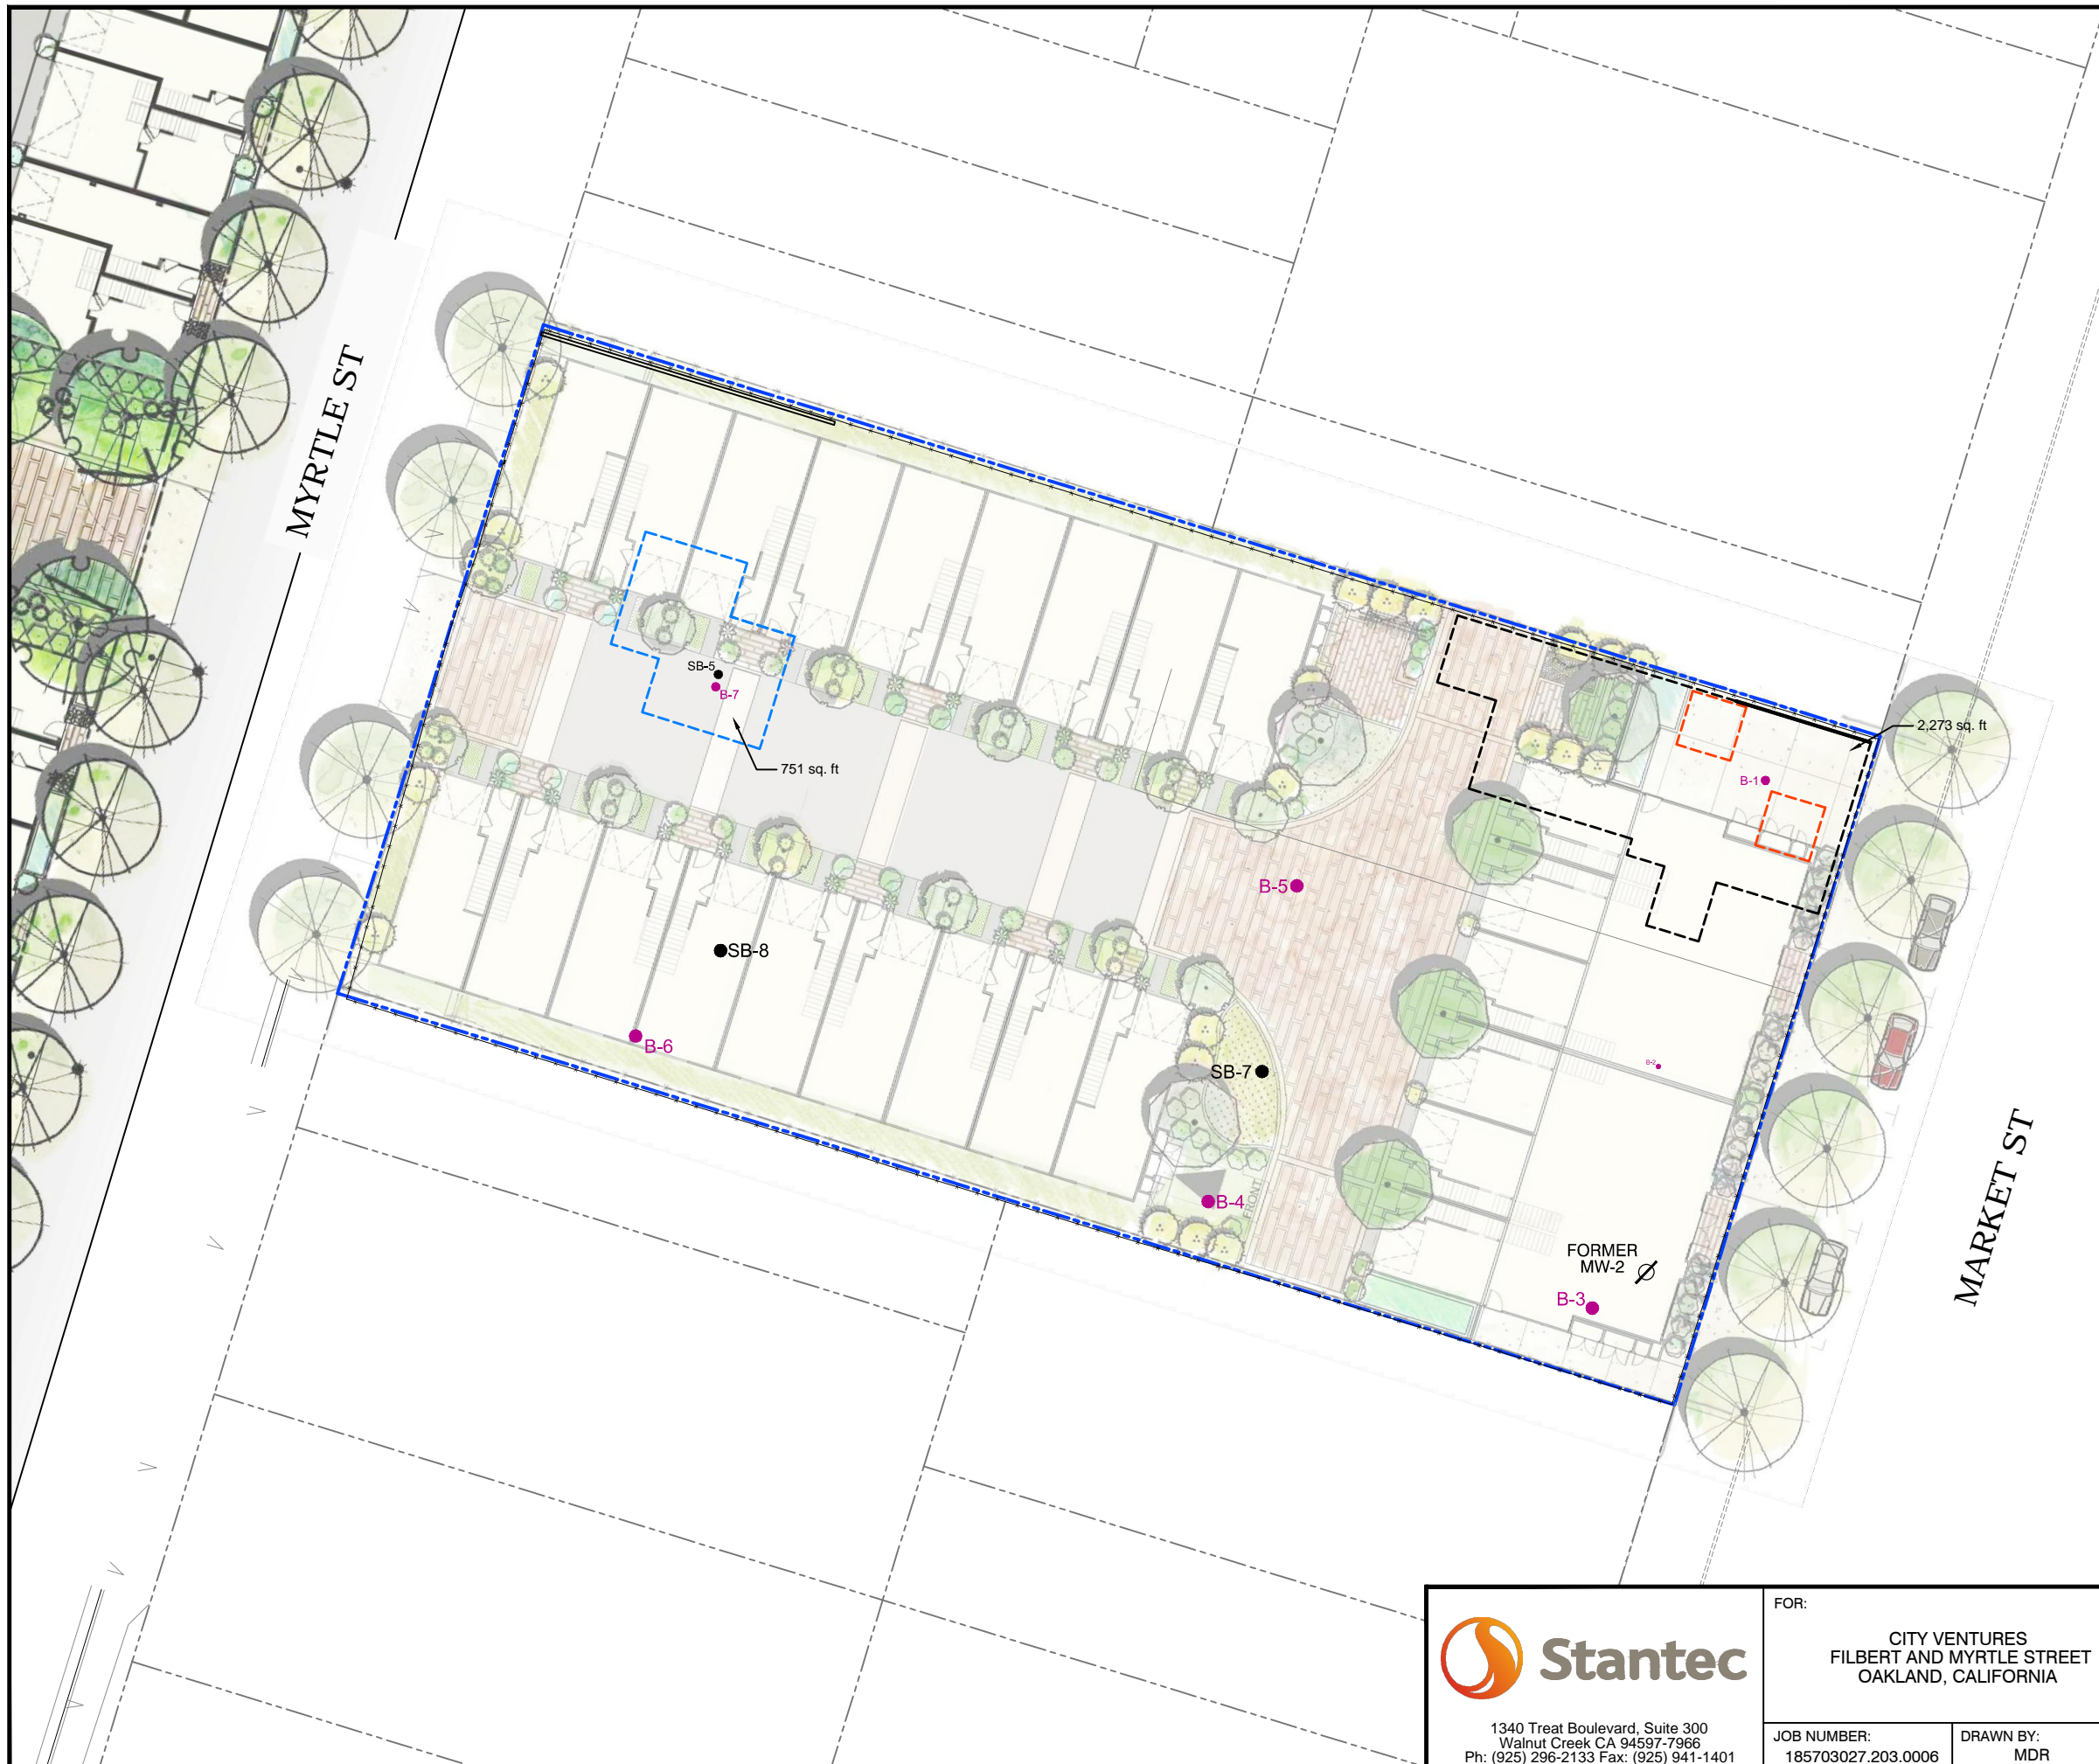 MYRTLE ST
SB-5
B-7
751 sq. ft
2,273 sq. ft
B-1
B-5
SB-8
B-6
SB-7
B-2
B-4
FRONT
FORMER
MW-2
B-3
MARKET ST
Stantec
1340 Treat Boulevard, Suite 300
Walnut Creek CA 94597-7966
Ph: (925) 296-2133 Fax: (925) 941-1401
FOR:
CITY VENTURES
FILBERT AND MYRTLE STREET
OAKLAND, CALIFORNIA
JOB NUMBER:
185703027.203.0006
DRAWN BY:
MDR